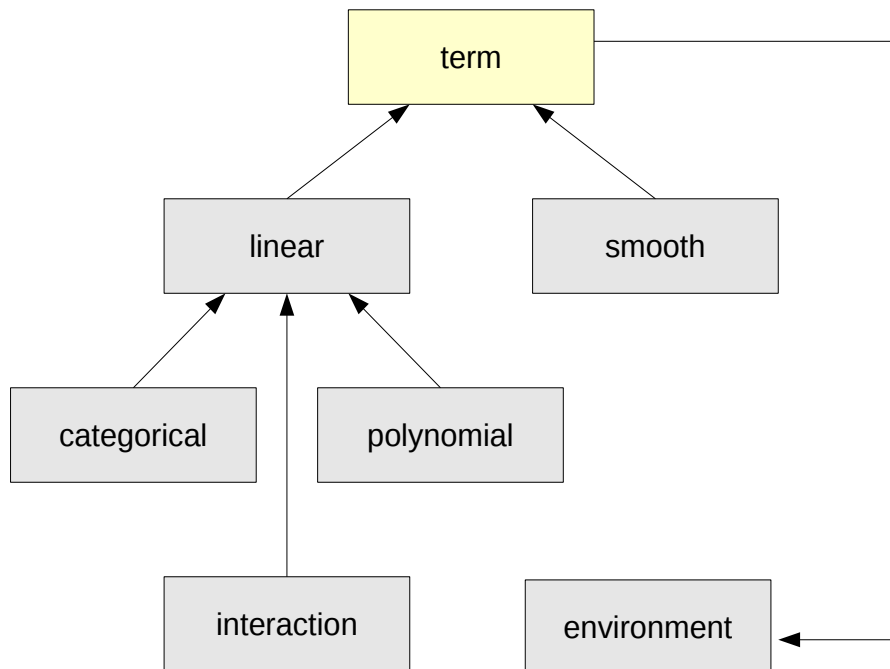 term
linear
smooth
categorical
polynomial
interaction
environment